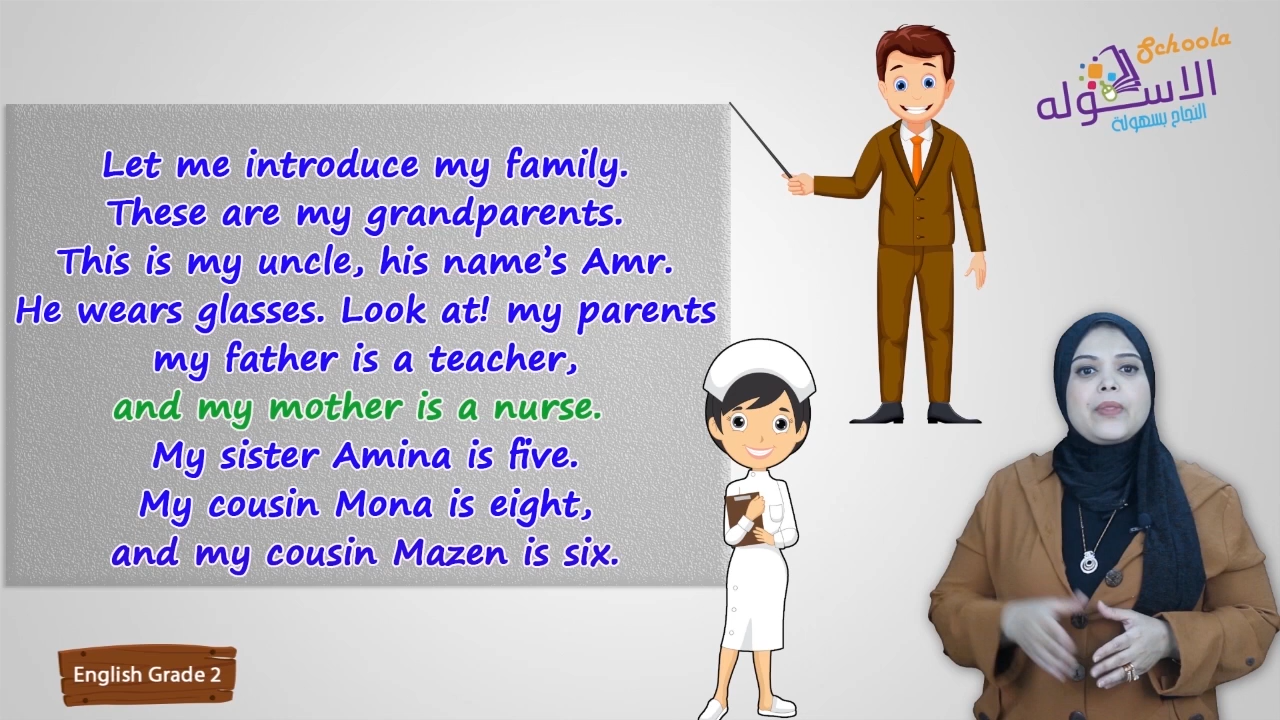 Schoola
الاسوله
النجاح بسهولة
Let me introduce my family.
These are my grandparents.
This is my uncle, his name's Amr.
He wears glasses. Look at! my parents
my father is a teacher,
and my mother is a nurse.
My sister Amina is five.
My cousin Mona is eight,
and my cousin Mazen is six.
English Grade 2